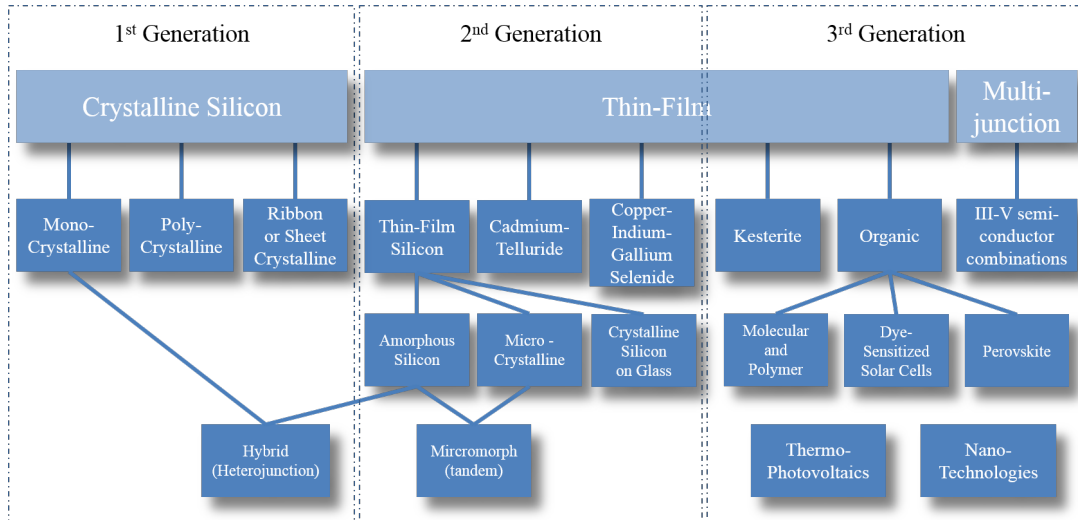 1st Generation
2nd Generation
3rd Generation
Crystalline Silicon
Thin-Film
Multi-
junction
Mono-
Crystalline
Poly-
Crystalline
Ribbon
or Sheet
Crystalline
Thin-Film
Silicon
Cadmium-
Telluride
Copper-
Indium-
Gallium
Selenide
Kesterite
Organic
III-V semi-
conductor
combinations
Amorphous
Silicon
Micro -
Crystalline
Crystalline
Silicon
on Glass
Molecular
and
Polymer
Dye-
Sensitized
Solar Cells
Perovskite
Hybrid
(Heterojunction)
Mircromorph
(tandem)
Thermo-
Photovoltaics
Nano-
Technologies